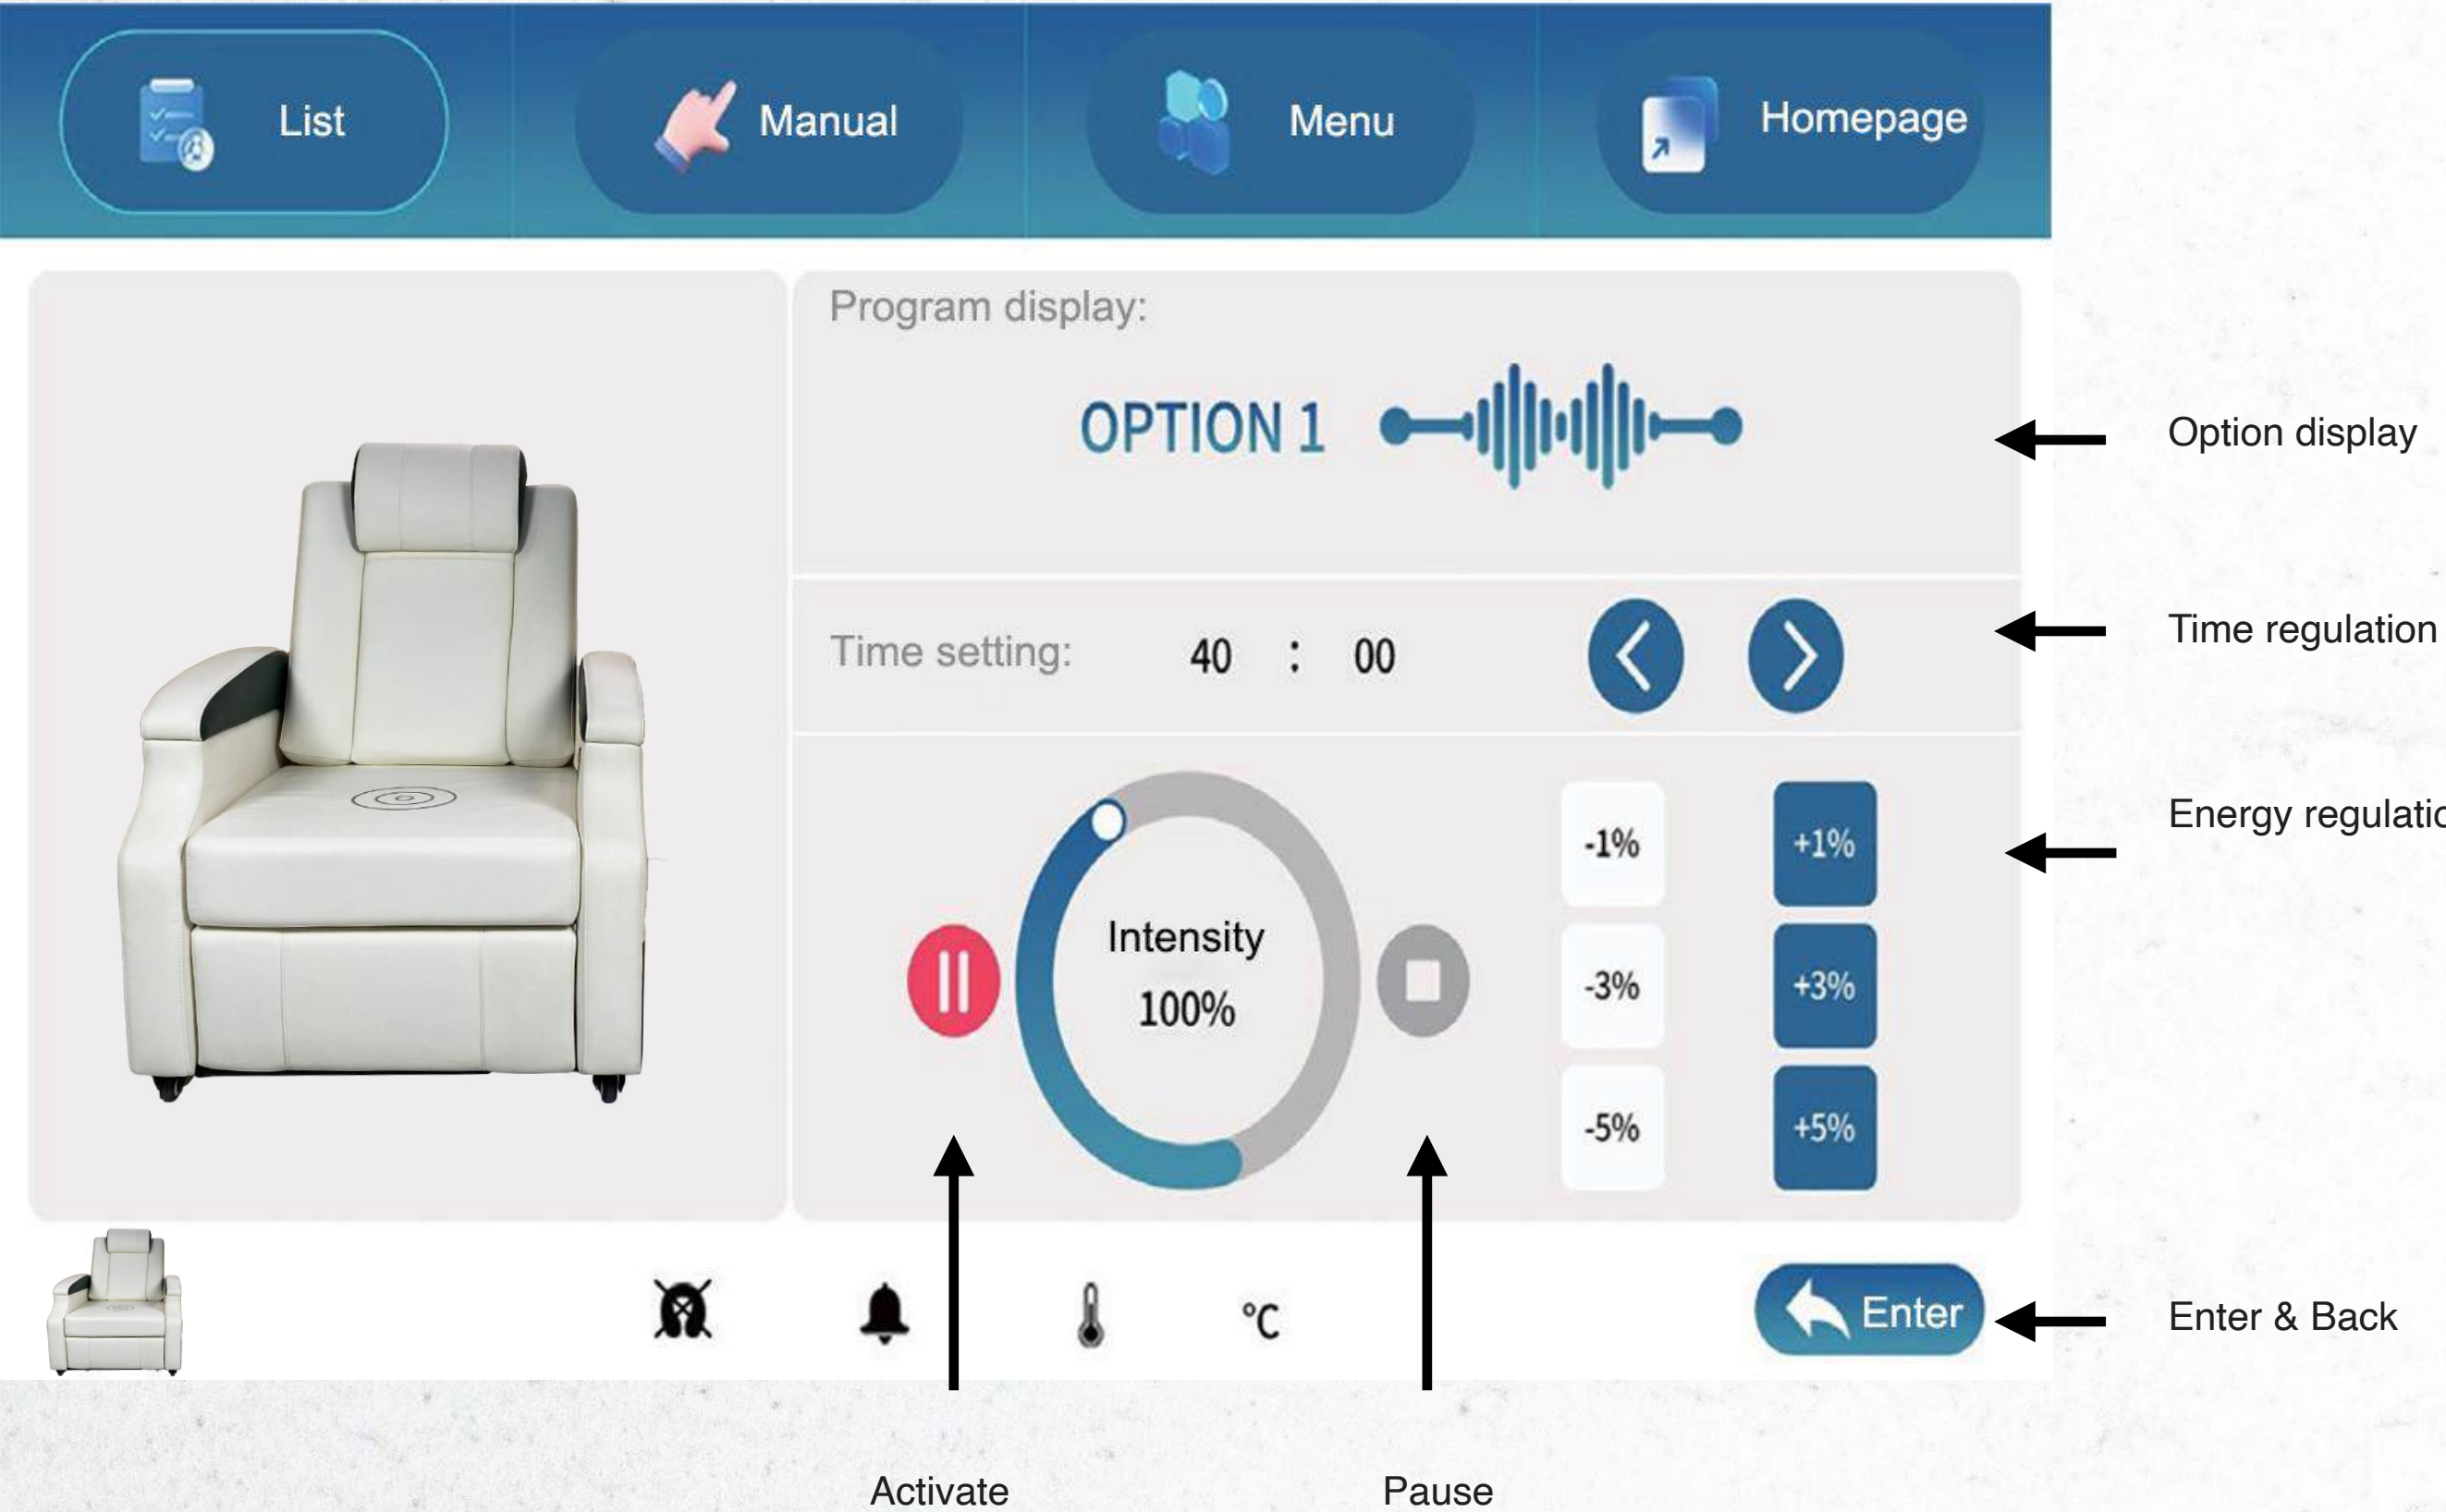 List
Manual
Menu
Homepage
Program display:
OPTION 1
Option display
Time setting: 40 : 00
Time regulation
Energy regulatio
-1% +1%
Intensity
100%
-3% +3%
-5% +5%
°C
Enter
Enter & Back
Activate
Pause